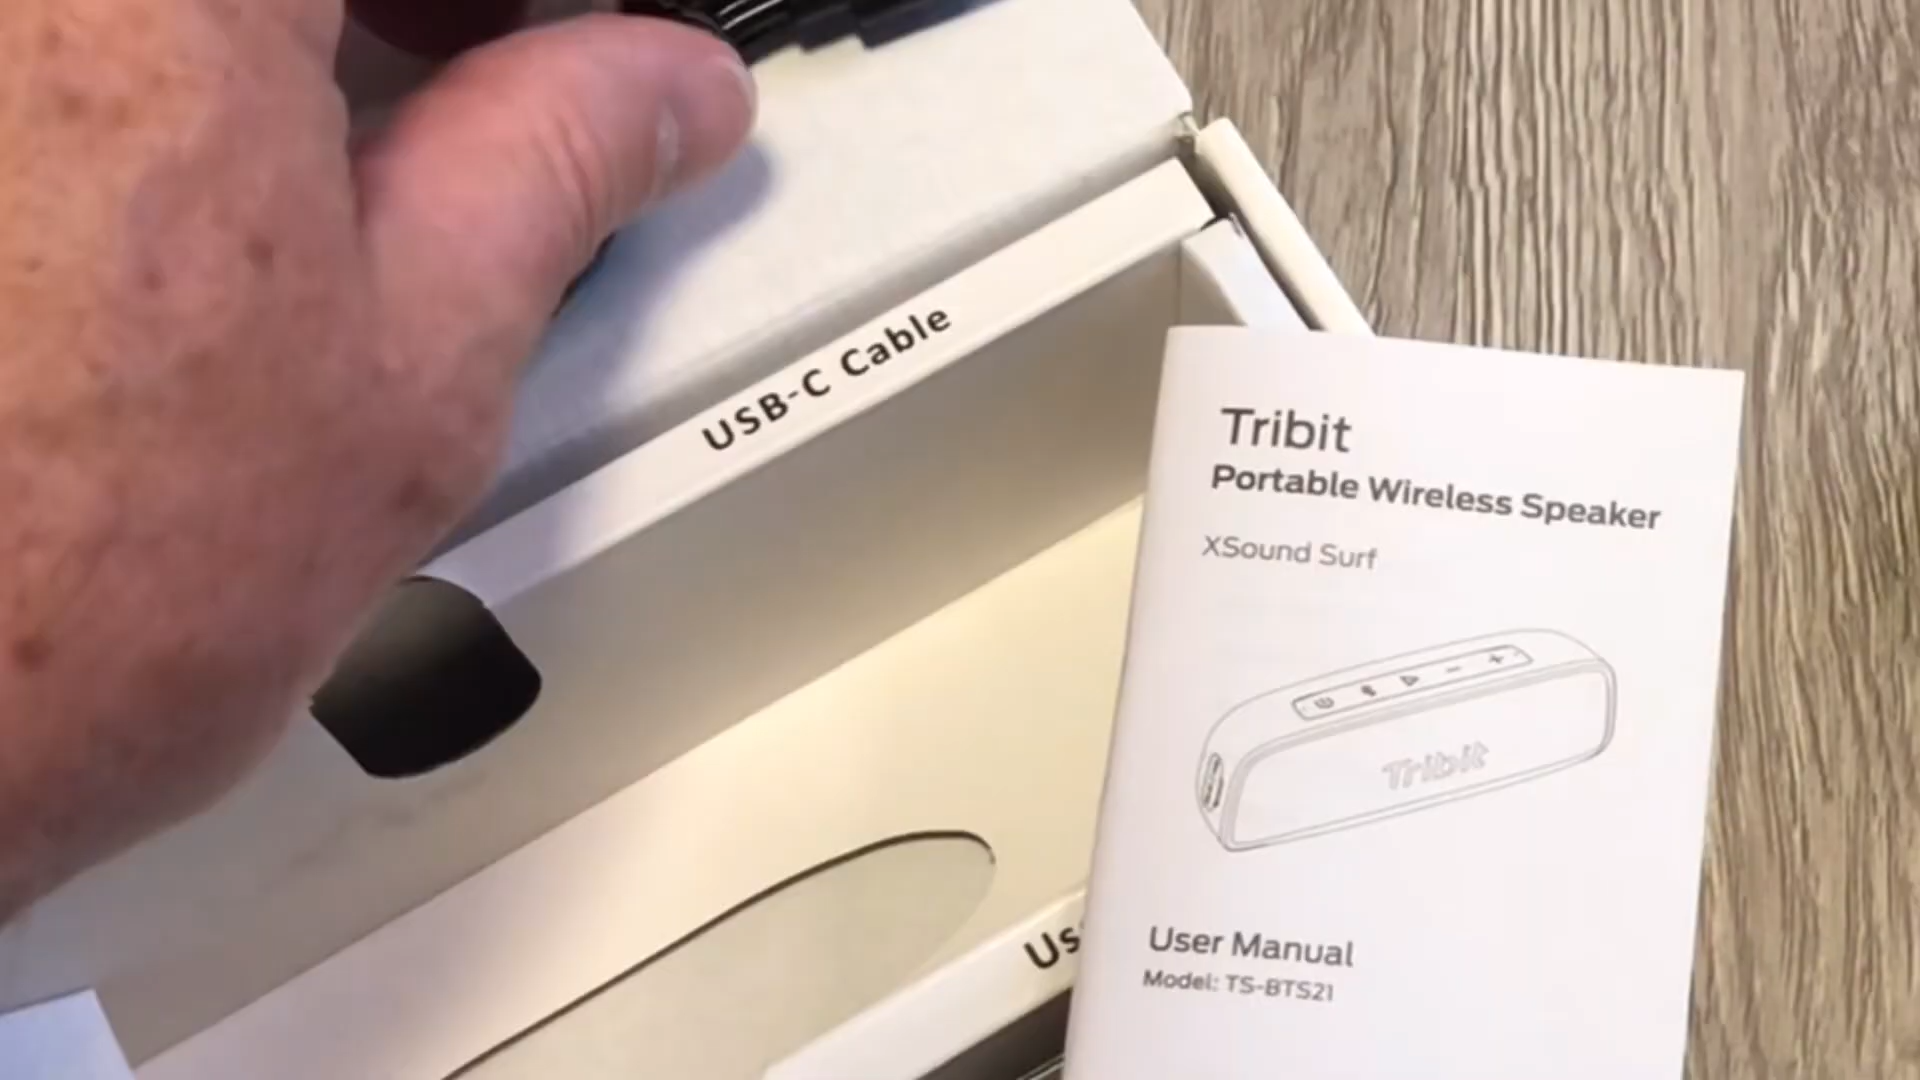 USB-C Cable
Tribit
Portable Wireless Speaker
XSound Surf
Tribit
User Manual
Model: TS-BTS21